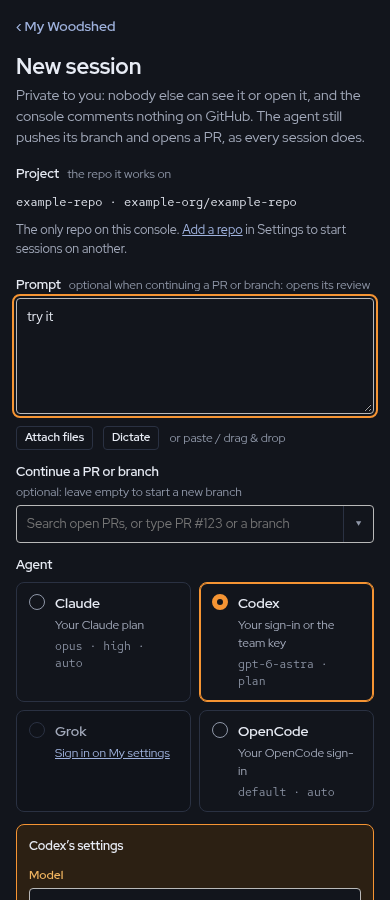 ‹ My Woodshed
New session
Private to you: nobody else can see it or open it, and the
console comments nothing on GitHub. The agent still
pushes its branch and opens a PR, as every session does.
Project the repo it works on
example-repo · example-org/example-repo
The only repo on this console. Add a repo in Settings to start
sessions on another.
Prompt optional when continuing a PR or branch: opens its review
try it
Attach files Dictate or paste / drag & drop
Continue a PR or branch
optional: leave empty to start a new branch
Search open PRs, or type PR #123 or a branch
Agent
Claude
Your Claude plan
opus · high ·
auto
Codex
Your sign-in or the
team key
gpt-6-astra ·
plan
Grok
Sign in on My settings
OpenCode
Your OpenCode sign-
in
default · auto
Codex’s settings
Model